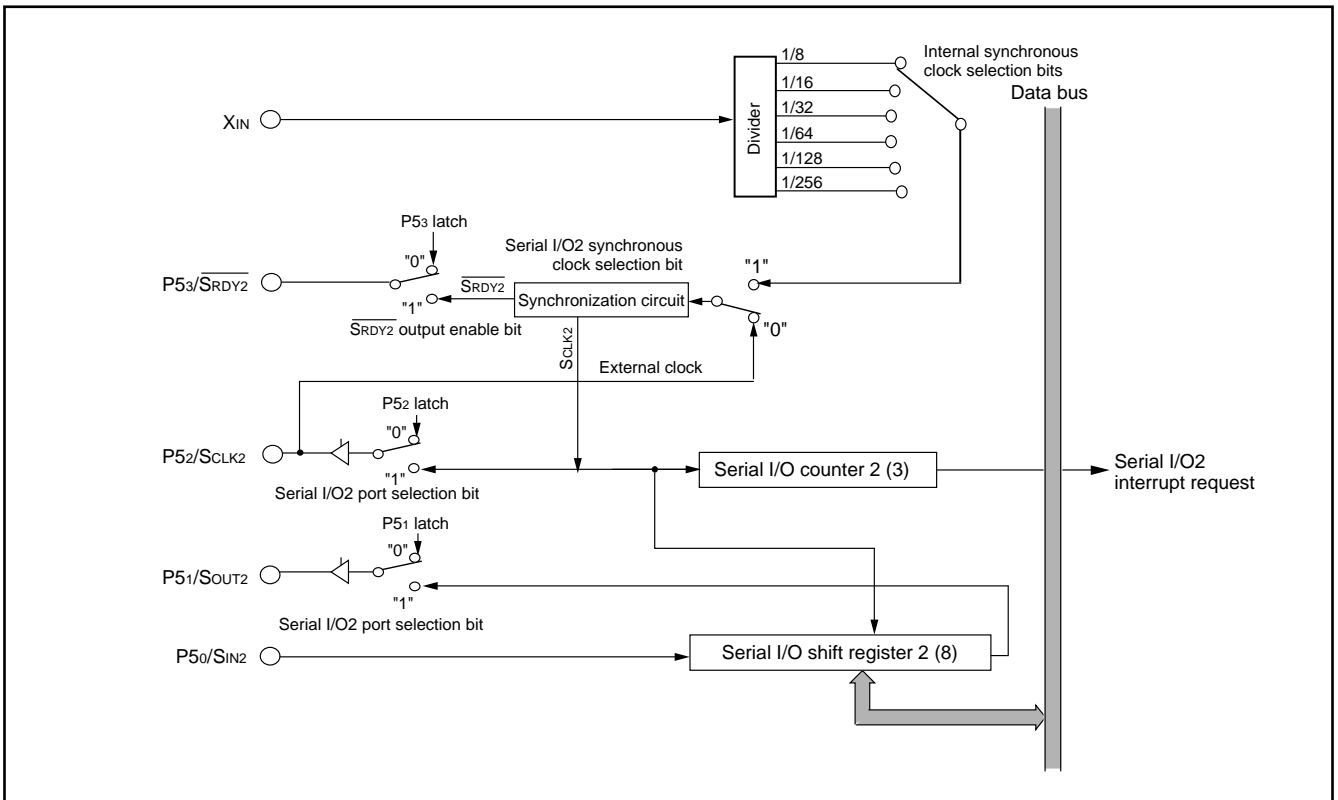 Internal synchronous
clock selection bits
Data bus
XIN
Divider
1/8
1/16
1/32
1/64
1/128
1/256
P53 latch
"0"
P53/SRDY2
"1"
SRDY2
SRDY2 output enable bit
Serial I/O2 synchronous
clock selection bit
Synchronization circuit
"1"
"0"
SCLK2
External clock
P52 latch
"0"
P52/SCLK2
"1"
Serial I/O2 port selection bit
Serial I/O counter 2 (3)
Serial I/O2
interrupt request
P51 latch
"0"
P51/SOUT2
"1"
Serial I/O2 port selection bit
P50/SIN2
Serial I/O shift register 2 (8)